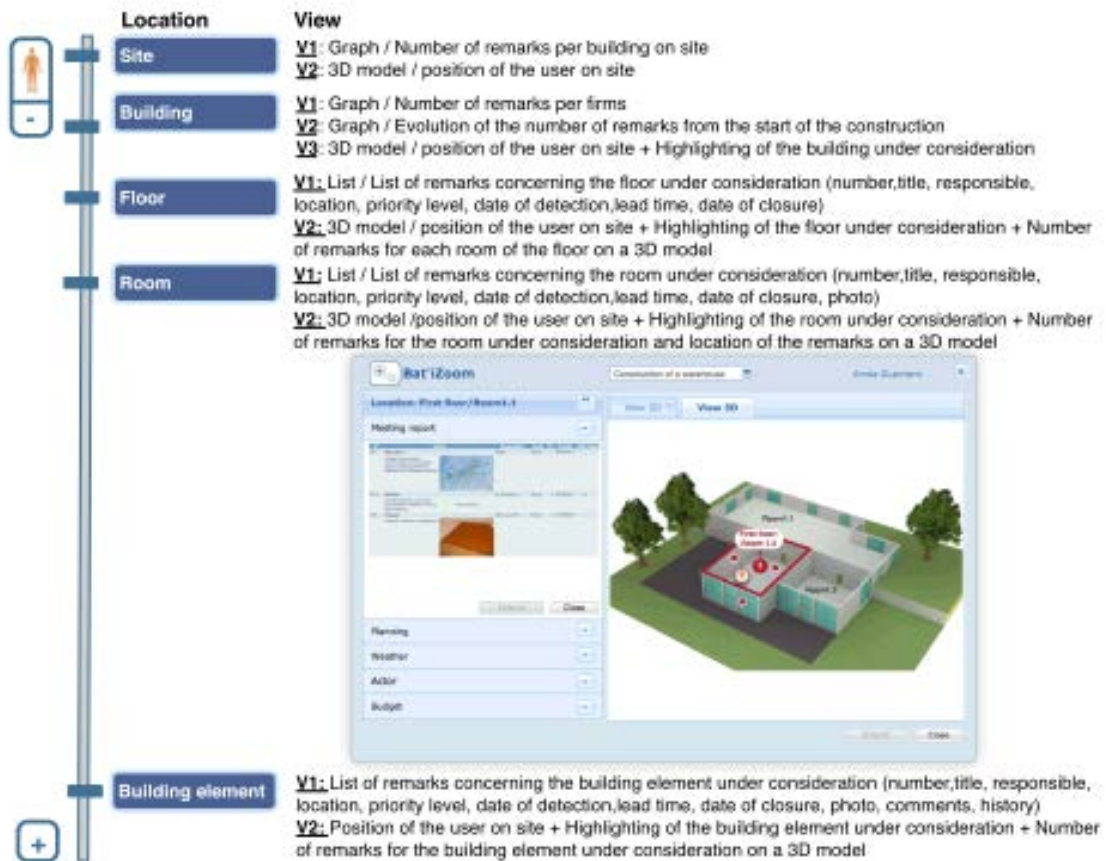 Location View
Site
V1: Graph / Number of remarks per building on site
V2: 3D model / position of the user on site
-
Building
V1: Graph / Number of remarks per firms
V2: Graph / Evolution of the number of remarks from the start of the construction
V3: 3D model / position of the user on site + Highlighting of the building under consideration
Floor
V1: List / List of remarks concerning the floor under consideration (number,title, responsible,
location, priority level, date of detection,lead time, date of closure)
V2: 3D model / position of the user on site + Highlighting of the floor under consideration + Number
of remarks for each room of the floor on a 3D model
Room
V1: List / List of remarks concerning the room under consideration (number,title, responsible,
location, priority level, date of detection,lead time, date of closure, photo)
V2: 3D model /position of the user on site + Highlighting of the room under consideration + Number
of remarks for the room under consideration and location of the remarks on a 3D model
Bat'iZoom
Construction of a warehouse
Location: First floor/Room1.1
View 3D
Meeting report
First floor
Room 1.1
Close
Planning
Weather
Actor
Budget
Close
Building element
V1: List of remarks concerning the building element under consideration (number,title, responsible,
location, priority level, date of detection,lead time, date of closure, photo, comments, history)
V2: Position of the user on site + Highlighting of the building element under consideration + Number
of remarks for the building element under consideration on a 3D model
+